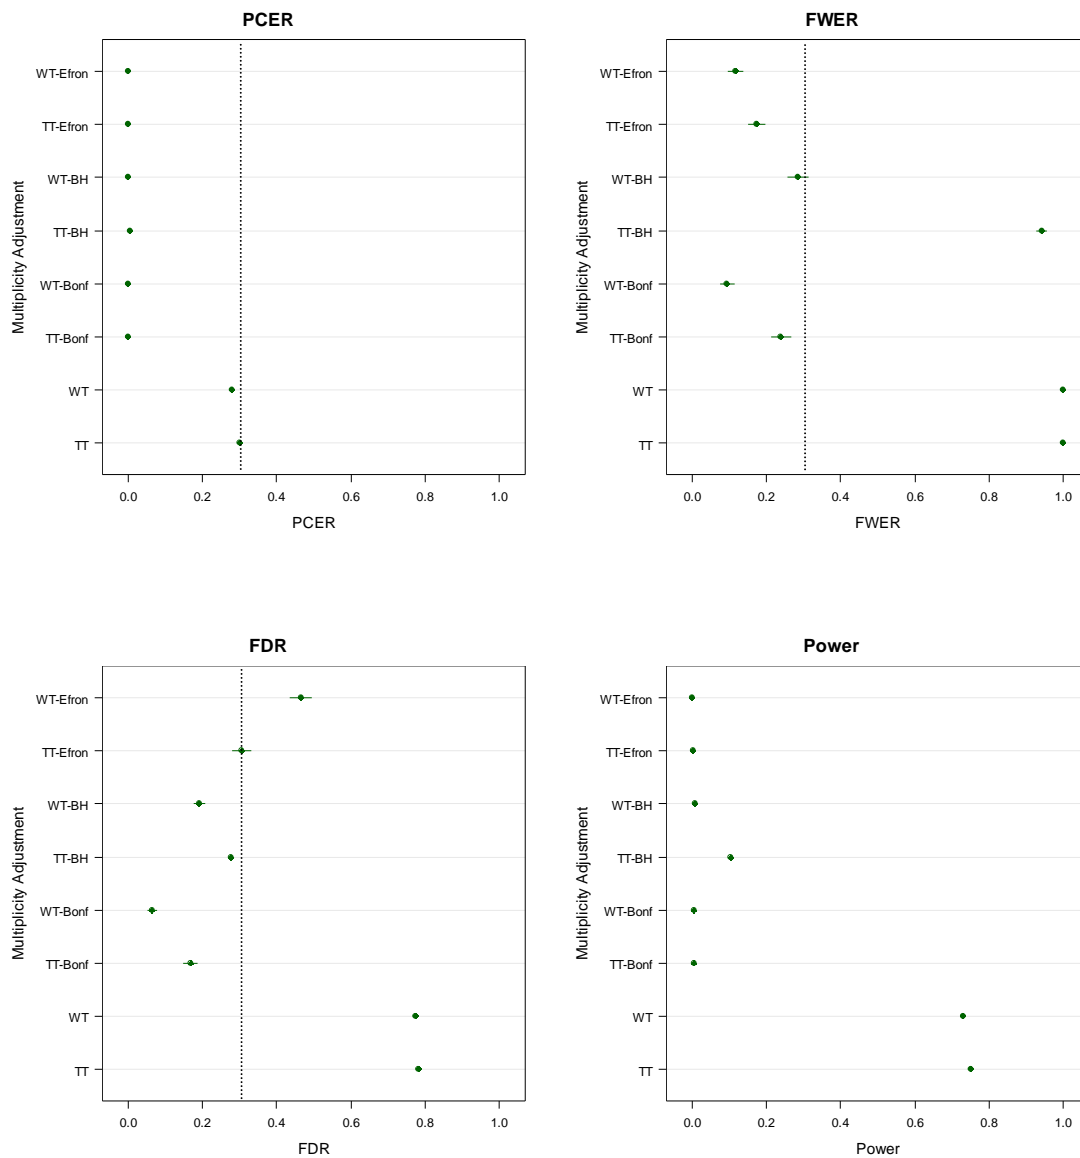 PCER
Multiplicity Adjustment
WT-Efron
TT-Efron
WT-BH
TT-BH
WT-Bonf
TT-Bonf
WT
TT
0.0 0.2 0.4 0.6 0.8 1.0
PCER
FWER
Multiplicity Adjustment
WT-Efron
TT-Efron
WT-BH
TT-BH
WT-Bonf
TT-Bonf
WT
TT
0.0 0.2 0.4 0.6 0.8 1.0
FWER
FDR
Multiplicity Adjustment
WT-Efron
TT-Efron
WT-BH
TT-BH
WT-Bonf
TT-Bonf
WT
TT
0.0 0.2 0.4 0.6 0.8 1.0
FDR
Power
Multiplicity Adjustment
WT-Efron
TT-Efron
WT-BH
TT-BH
WT-Bonf
TT-Bonf
WT
TT
0.0 0.2 0.4 0.6 0.8 1.0
Power